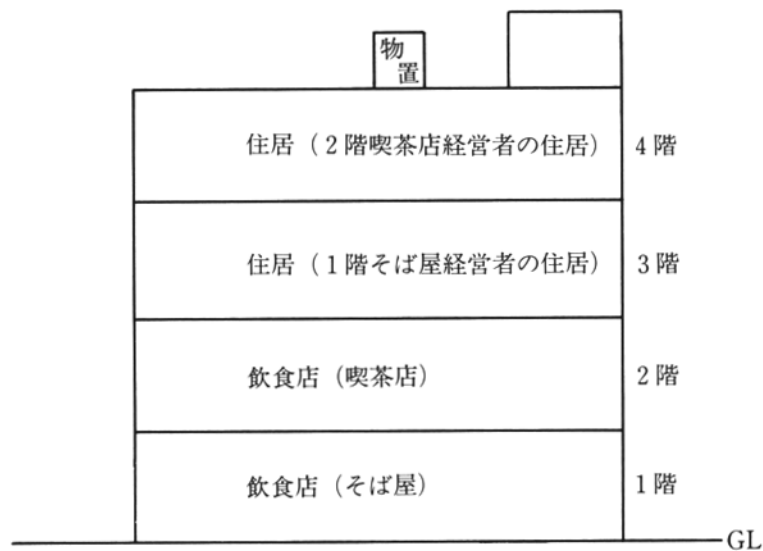 物
置
住居（2階喫茶店経営者の住居） 4階
住居（1階そば屋経営者の住居） 3階
飲食店（喫茶店） 2階
飲食店（そば屋） 1階
GL